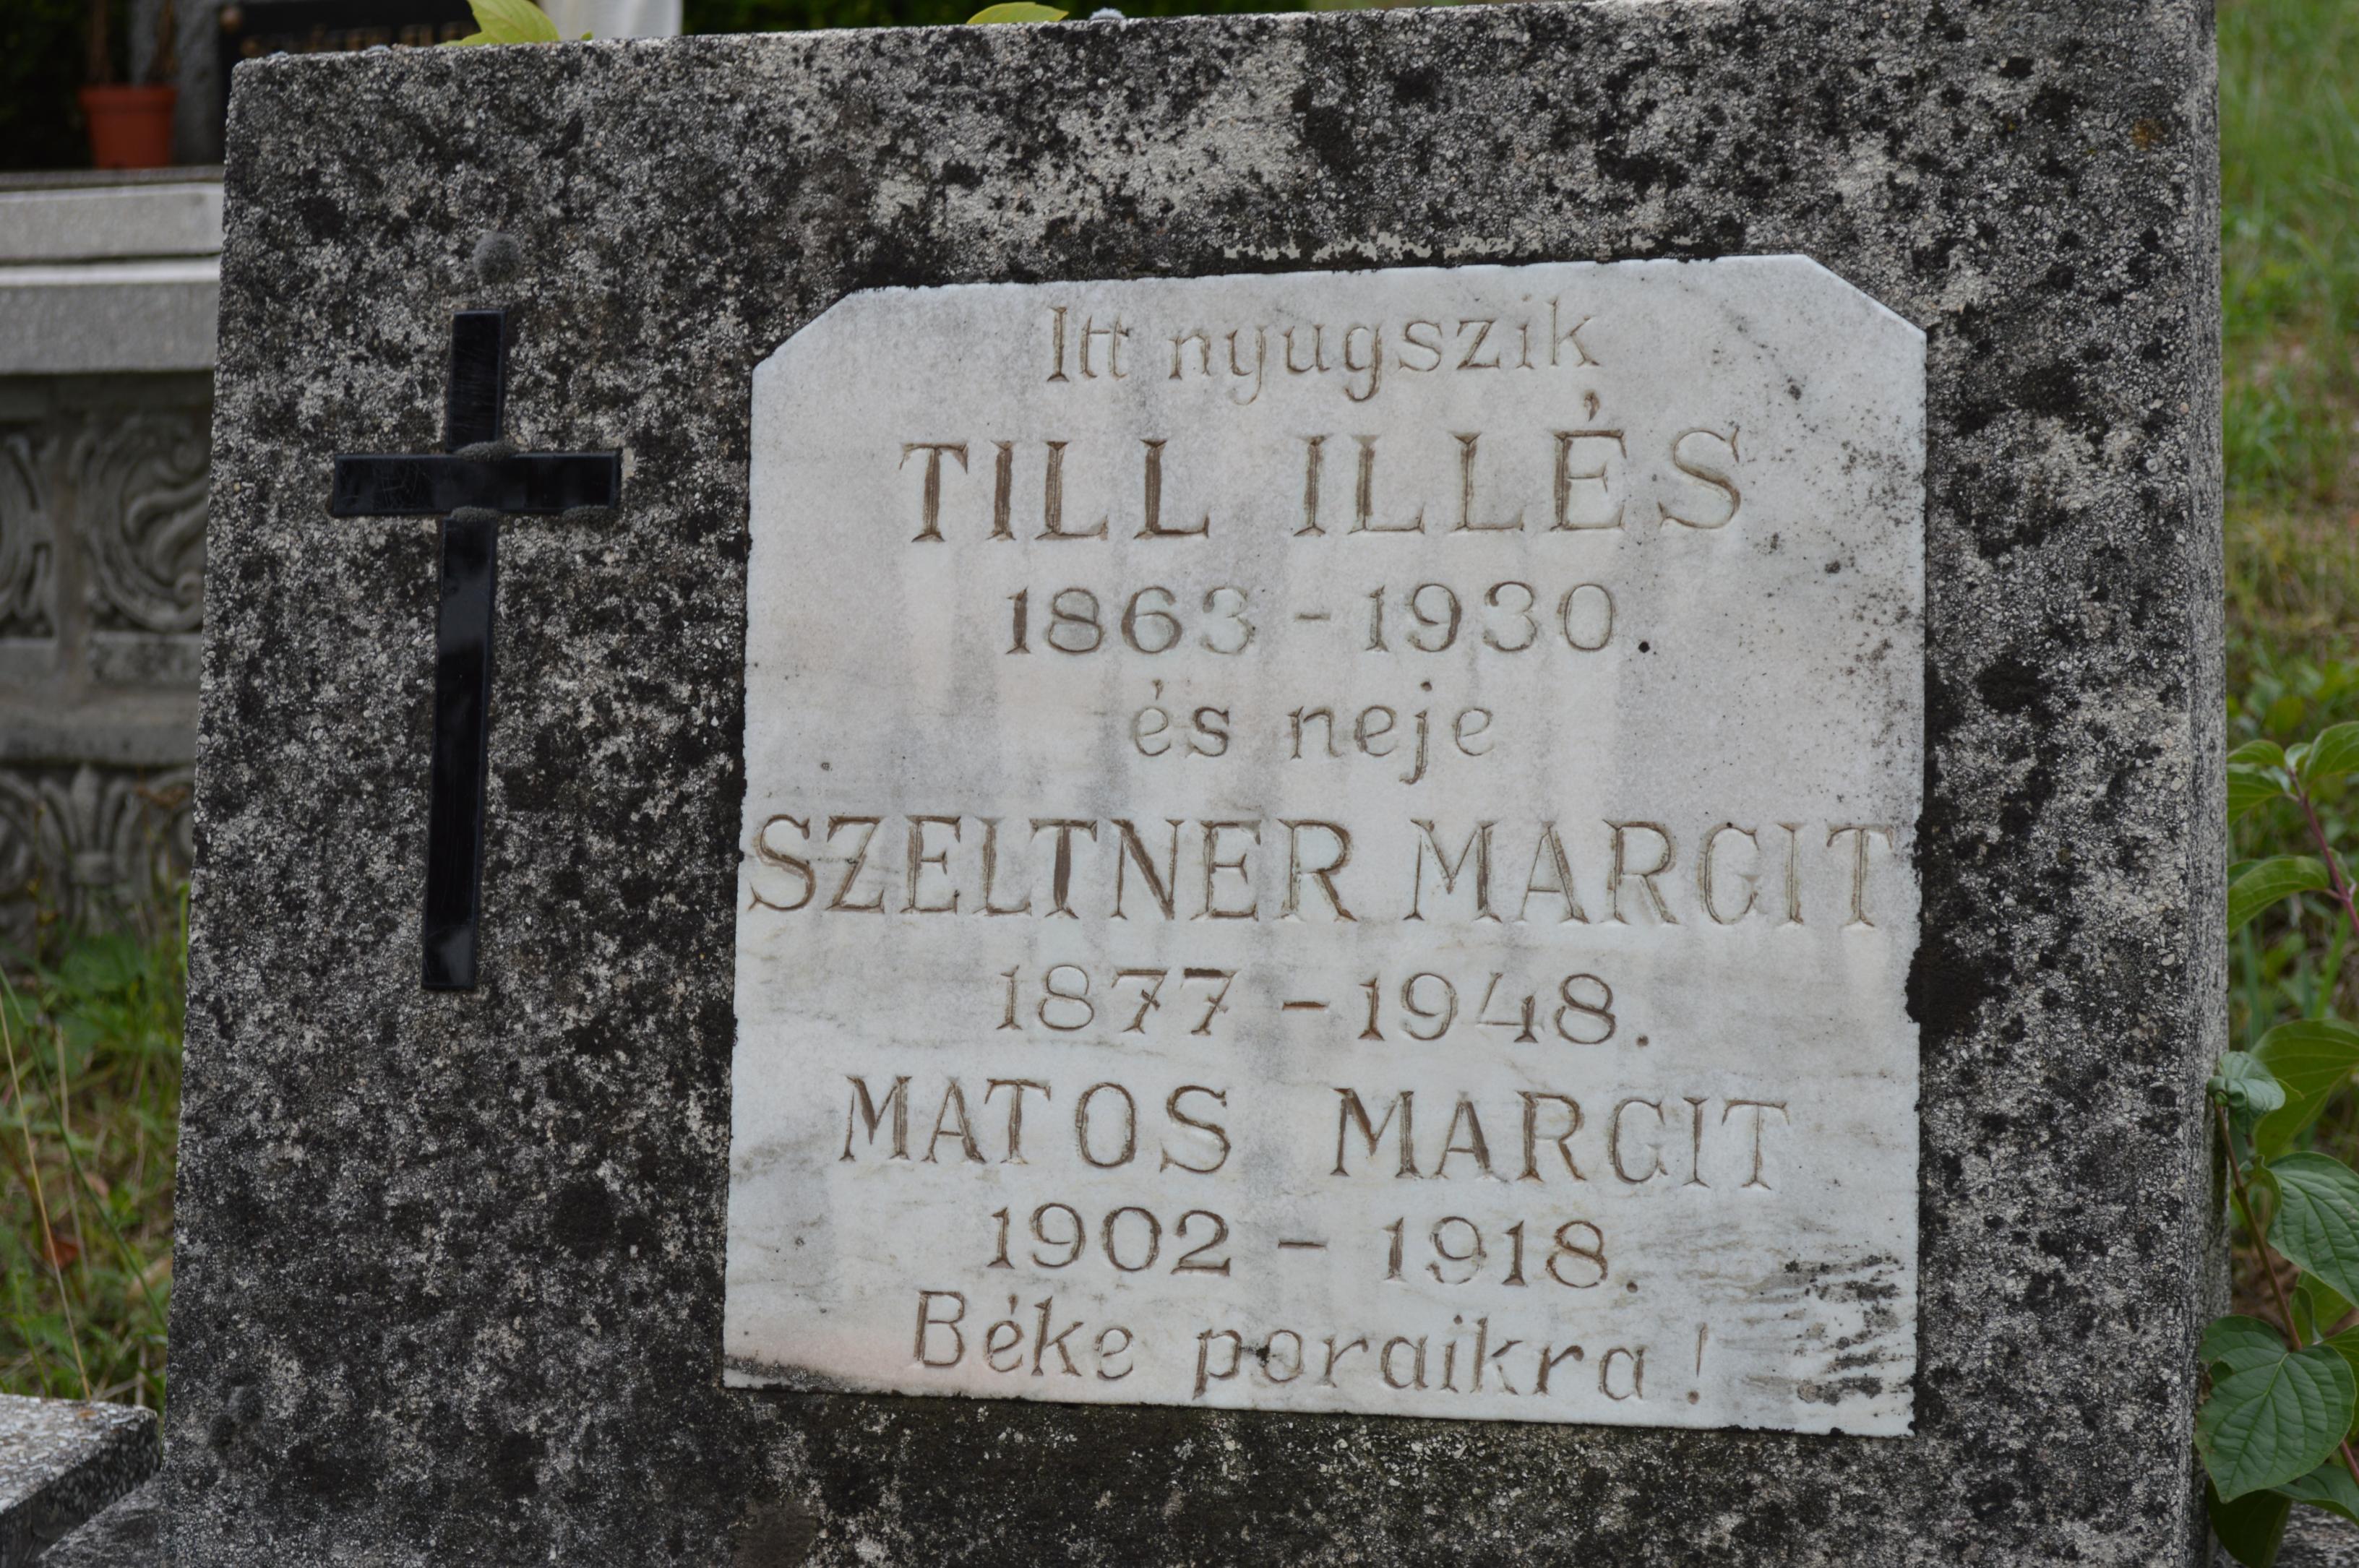 Itt nyugszik
TILL ILLÉS
1863 - 1930.
és neje
SZELTNER MARGIT
1877 - 1948.
MATOS MARGIT
1902 - 1918.
Béke poraikra!